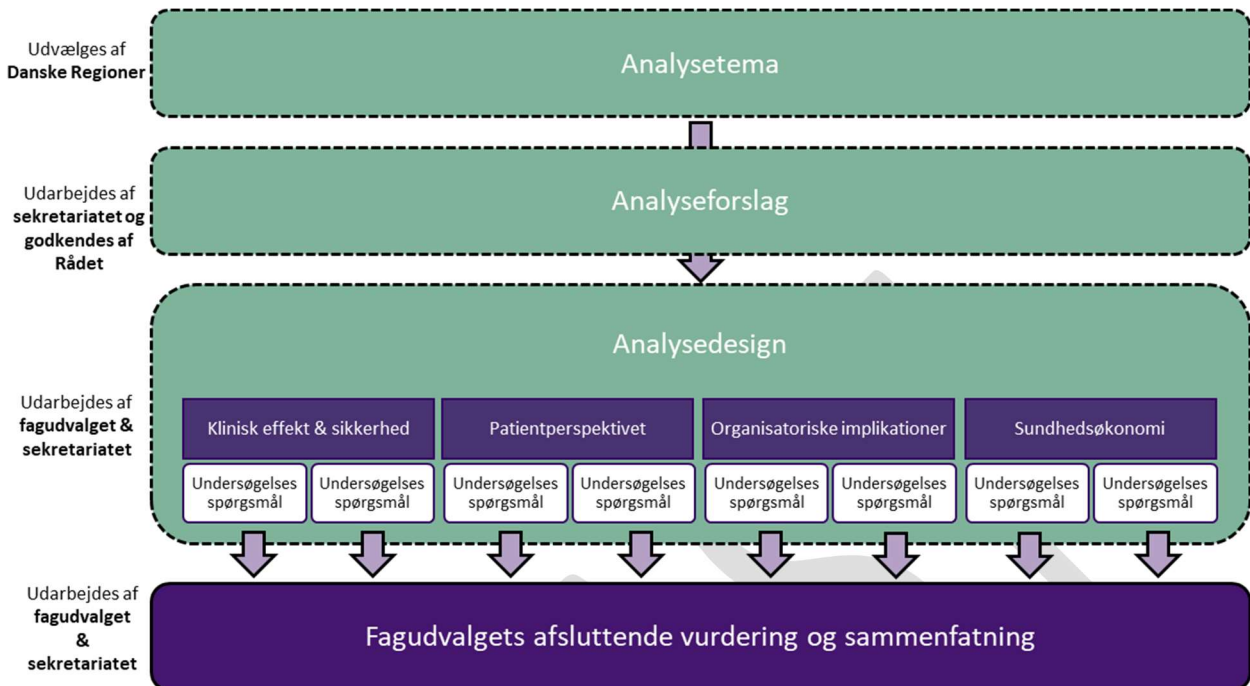 Udvælges af
Danske Regioner
Analysetema
Udarbejdes af
sekretariatet og
godkendes af
Rådet
Analyseforslag
Analysedesign
Udarbejdes af
fagudvalget &
sekretariatet
Klinisk effekt & sikkerhed
Patientperspektivet
Organisatoriske implikationer
Sundhedsøkonomi
Undersøgelses
spørgsmål
Undersøgelses
spørgsmål
Undersøgelses
spørgsmål
Undersøgelses
spørgsmål
Undersøgelses
spørgsmål
Undersøgelses
spørgsmål
Undersøgelses
spørgsmål
Undersøgelses
spørgsmål
Udarbejdes af
fagudvalget
&
sekretariatet
Fagudvalgets afsluttende vurdering og sammenfatning